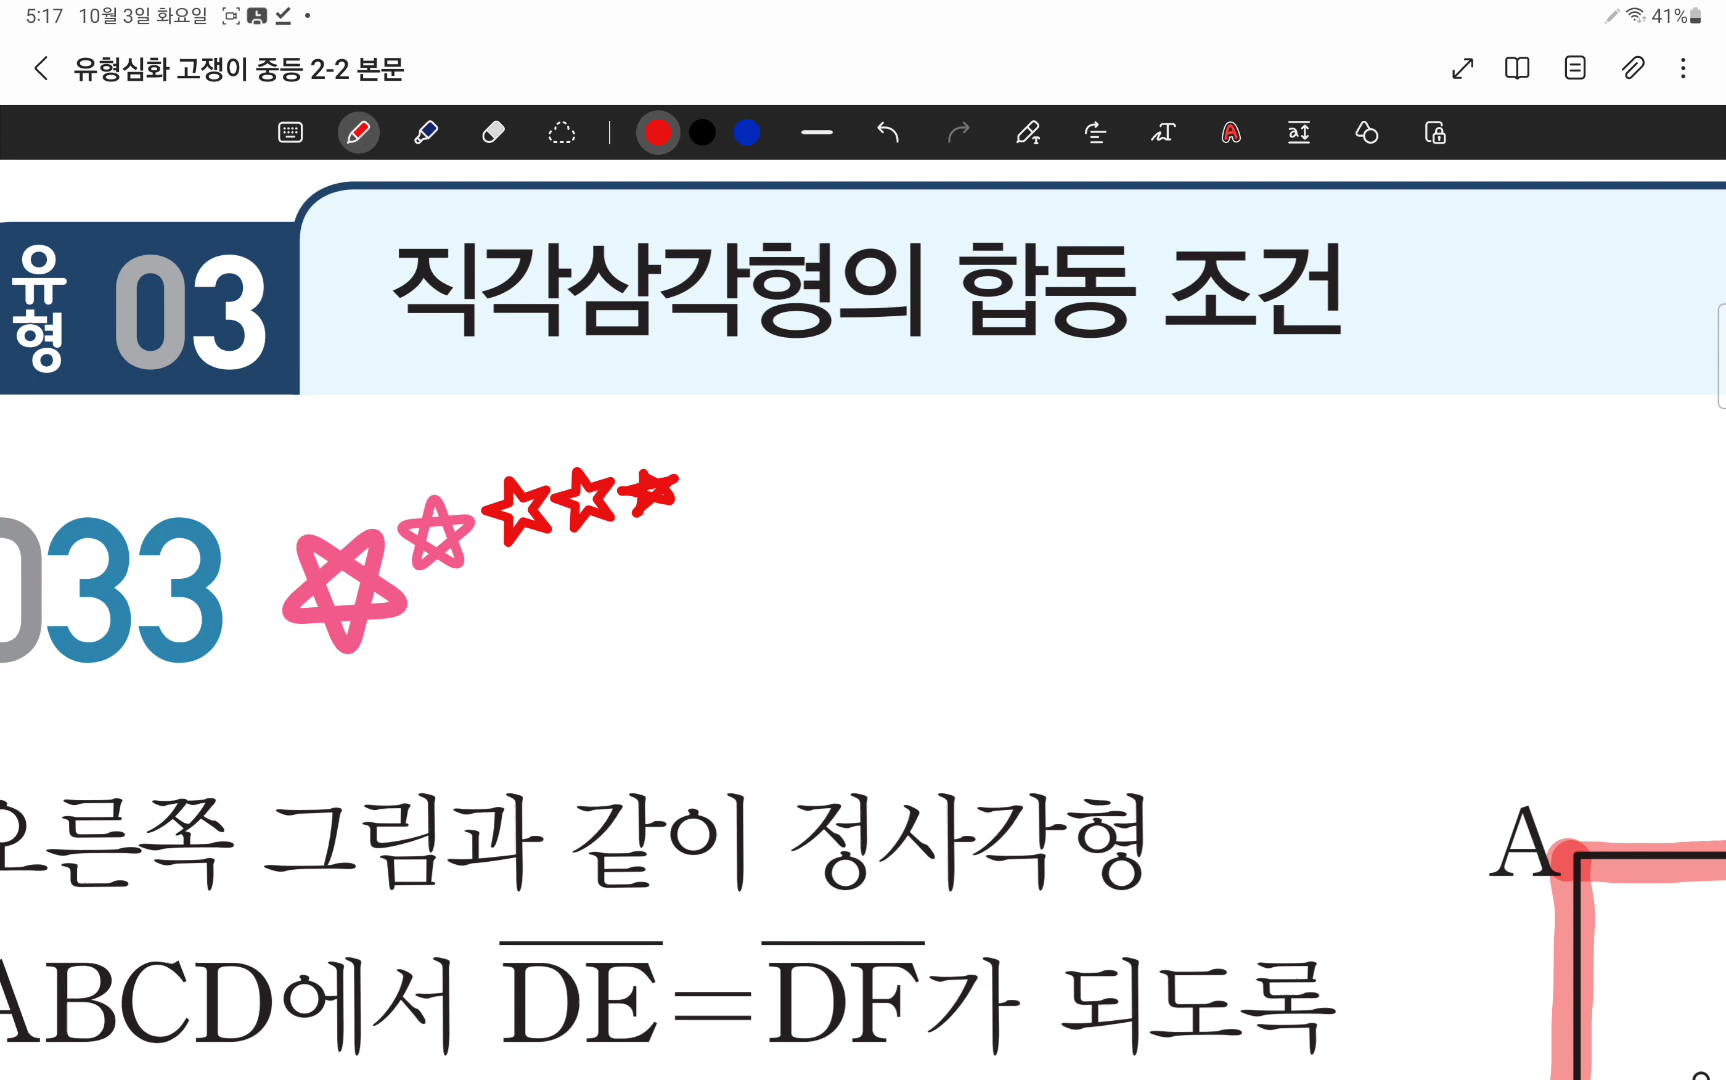 5:17 10월 3일 화요일
41%
유형심화 고쟁이 중등 2-2 본문
유형 03 직각삼각형의 합동 조건
033
오른쪽 그림과 같이 정사각형
A
ABCD에서 DE=DF가 되도록